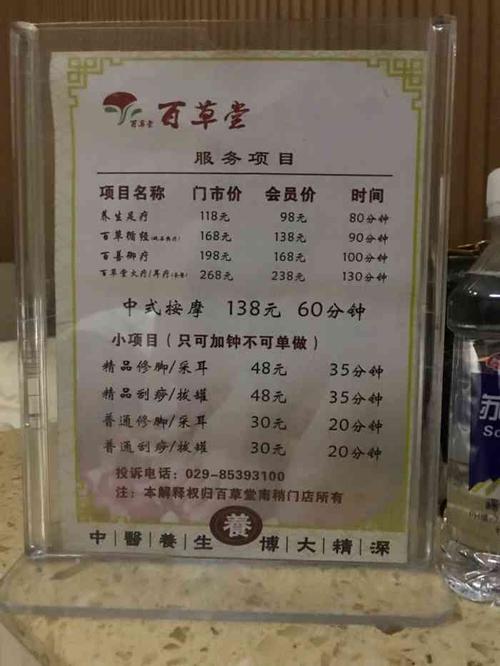 百草堂 百草堂
服务项目
项目名称 门市价 会员价 时间
养生足疗 118元 98元 80分钟
百草循经 168元 138元 90分钟
百善御疗 198元 168元 100分钟
百草堂火疗/耳疗 268元 238元 130分钟
中式按摩 138元 60分钟
小项目（只可加钟不可单做）
精品修脚/采耳 48元 35分钟
精品刮痧/拔罐 48元 35分钟
普通修脚/采耳 30元 20分钟
普通刮痧/拔罐 30元 20分钟
投诉电话：029-85393100
注：本解释权归百草堂南稍门店所有
中|醫|養|生 養 博|大|精|深
苏